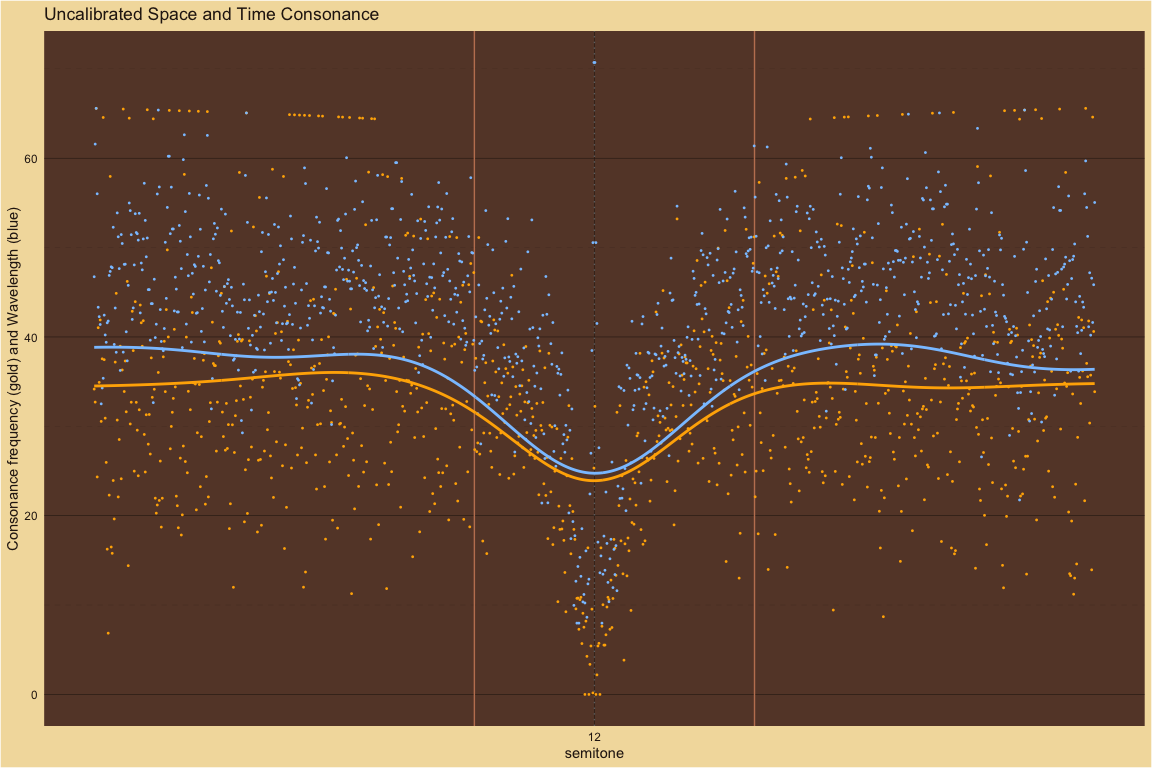 Uncalibrated Space and Time Consonance
Consonance frequency (gold) and Wavelength (blue)
60
40
20
0
12
semitone